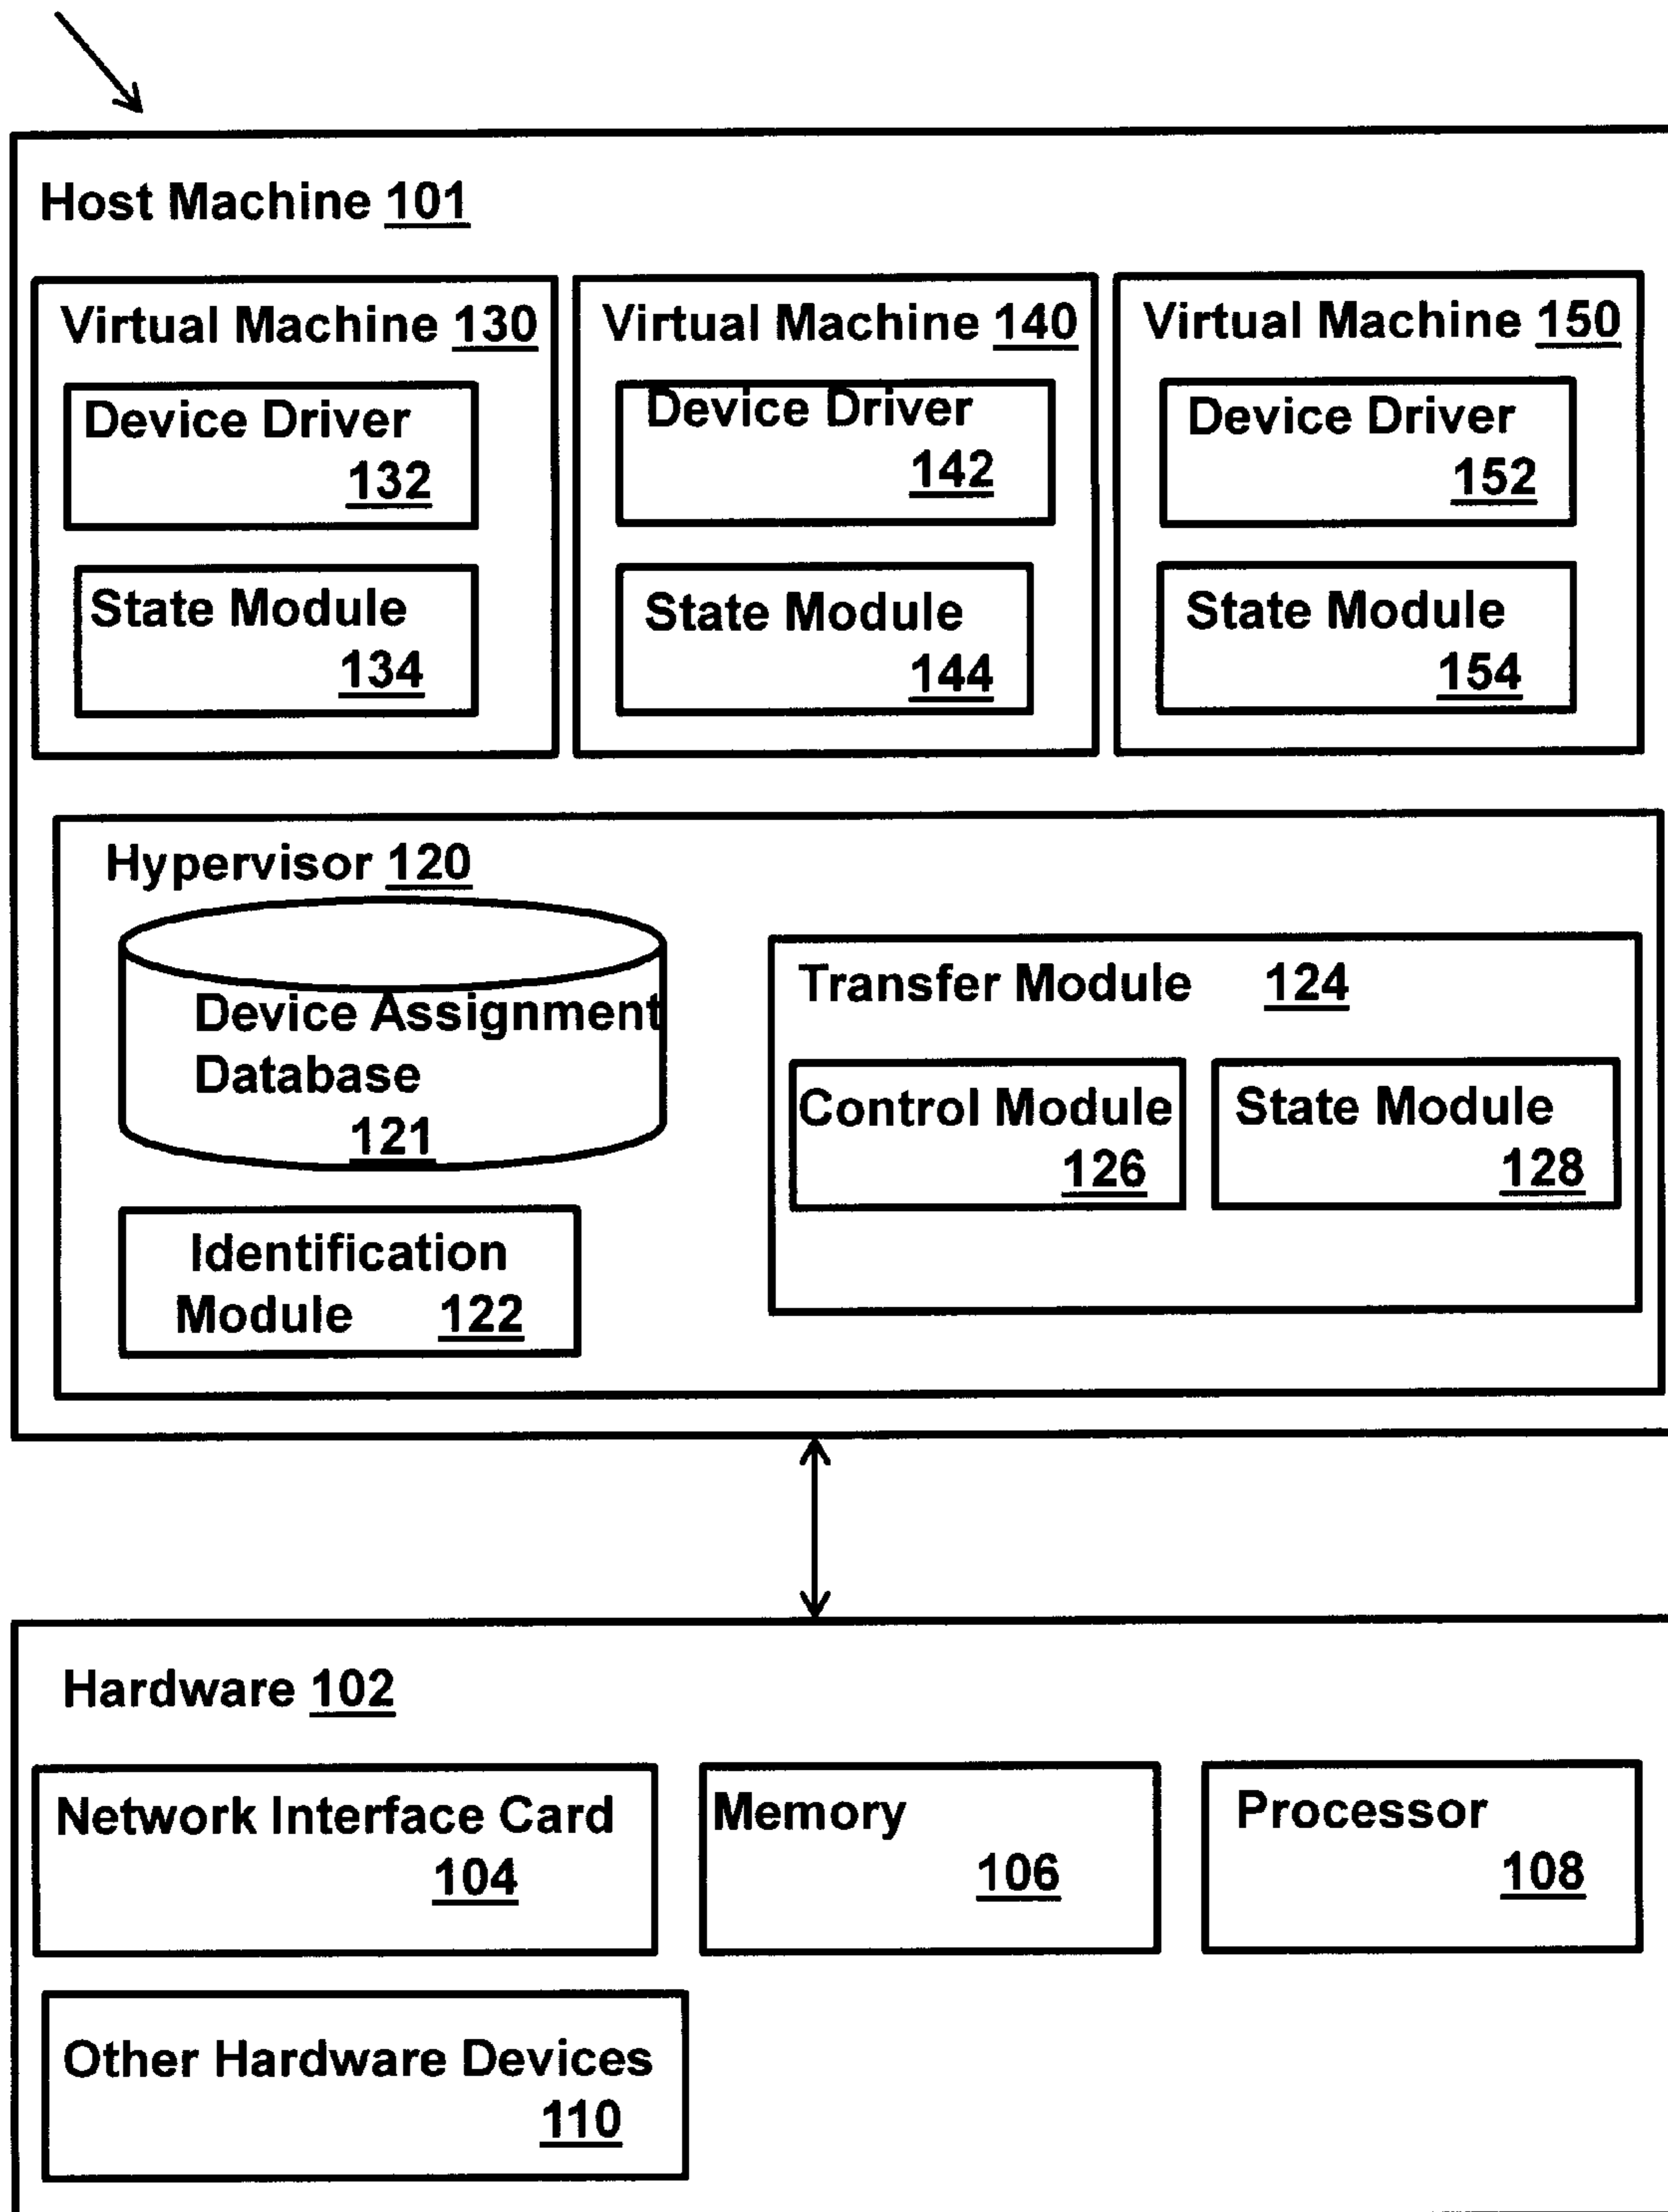 Host Machine 101
Virtual Machine 130
Device Driver
132
State Module
134
Virtual Machine 140
Device Driver
142
State Module
144
Virtual Machine 150
Device Driver
152
State Module
154
Hypervisor 120
Device Assignment
Database
121
Identification
Module 122
Transfer Module 124
Control Module
126
State Module
128
Hardware 102
Network Interface Card
104
Memory
106
Processor
108
Other Hardware Devices
110